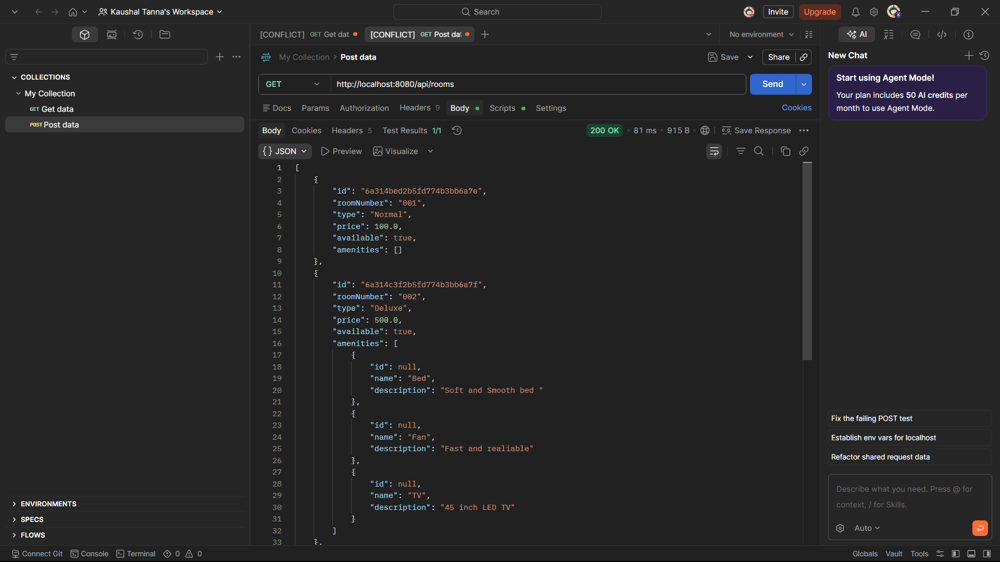 Kaushal Tanna's Workspace
Search
Invite
Upgrade
K
[CONFLICT] GET Get dat
[CONFLICT] GET Post dat
No environment
AI
HTTP My Collection > Post data
Save
Share
New Chat
COLLECTIONS
My Collection
GET Get data
POST Post data
GET
http://localhost:8080/api/rooms
Send
Start using Agent Mode!
Your plan includes 50 AI credits per
month to use Agent Mode.
Docs Params Authorization Headers 9 Body Scripts Settings
Cookies
Body Cookies Headers 5 Test Results 1/1
200 OK • 81 ms • 915 B
e.g. Save Response
{} JSON Preview Visualize
1 [
2 {
3 "id": "6a314bed2b5fd774b3bb6a7e",
4 "roomNumber": "001",
5 "type": "Normal",
6 "price": 100.0,
7 "available": true,
8 "amenities": []
9 },
10 {
11 "id": "6a314c3f2b5fd774b3bb6a7f",
12 "roomNumber": "002",
13 "type": "Deluxe",
14 "price": 500.0,
15 "available": true,
16 "amenities": [
17 {
18 "id": null,
19 "name": "Bed",
20 "description": "Soft and Smooth bed "
21 },
22 {
23 "id": null,
24 "name": "Fan",
25 "description": "Fast and realiable"
26 },
27 {
28 "id": null,
29 "name": "TV",
30 "description": "45 inch LED TV"
31 }
32 ]
33 },
Fix the failing POST test
Establish env vars for localhost
Refactor shared request data
Describe what you need. Press @ for
context, / for Skills.
Auto
ENVIRONMENTS
SPECS
FLOWS
Connect Git Console Terminal 0 0
Globals Vault Tools